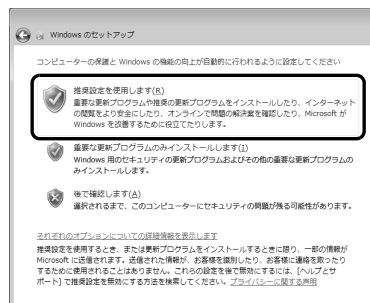 Windows のセットアップ
コンピューターの保護と Windows の機能の向上が自動的に行われるように設定してください
推奨設定を使用します(R)
重要な更新プログラムや推奨の更新プログラムをインストールしたり、インターネット
の閲覧をより安全にしたり、オンラインで問題の解決策を確認したり、Microsoft が
Windows を改善するために役立てたりします。
重要な更新プログラムのみインストールします(I)
Windows 用のセキュリティの更新プログラムおよびその他の重要な更新プログラムの
みインストールします。
後で確認します(A)
選択されるまで、このコンピューターにセキュリティの問題が残る可能性があります。
それぞれのオプションについての詳細情報を表示します
推奨設定を使用するとき、または更新プログラムをインストールするときに限り、一部の情報が
Microsoft に送信されます。送信された情報が、お客様を識別したり、お客様に連絡を取ったり
するために使用されることはありません。これらの設定を後で無効にするには、[ヘルプとサ
ポート] で推奨設定を無効にする方法を検索してください。プライバシーに関する声明